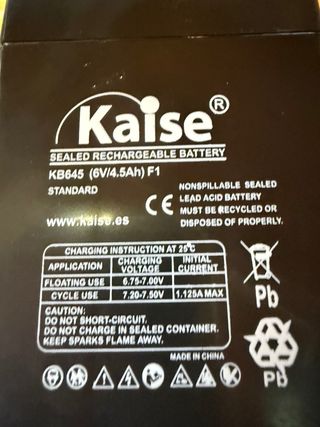 Kaise®
SEALED RECHARGEABLE BATTERY
KB645 (6V/4.5Ah) F1
STANDARD
NONSPILLABLE SEALED
LEAD ACID BATTERY
MUST BE RECYCLED OR
DISPOSED OF PROPERLY.
CE
www.kaise.es
CHARGING INSTRUCTION AT 25℃
APPLICATION CHARGING VOLTAGE INITIAL CURRENT
FLOATING USE 6.75-7.00V
CYCLE USE 7.20-7.50V 1.125A MAX
CAUTION:
DO NOT SHORT-CIRCUIT.
DO NOT CHARGE IN SEALED CONTAINER.
KEEP SPARKS FLAME AWAY.
MADE IN CHINA
Pb
Pb